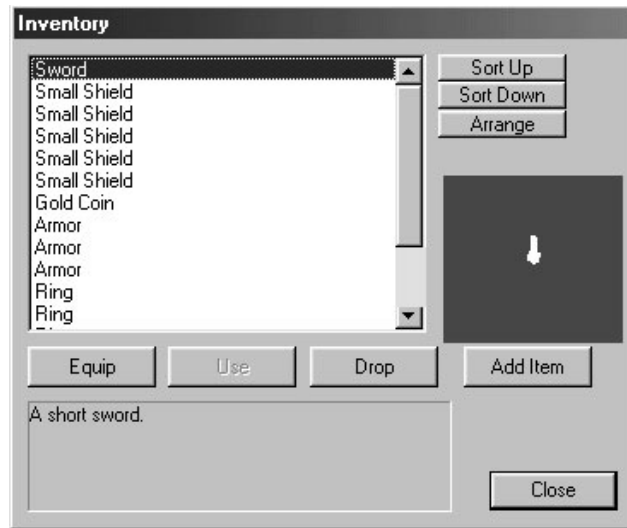 Inventory
Sword
Small Shield
Small Shield
Small Shield
Small Shield
Small Shield
Gold Coin
Armor
Armor
Armor
Ring
Ring
Sort Up
Sort Down
Arrange
Equip
Use
Drop
Add Item
A short sword.
Close